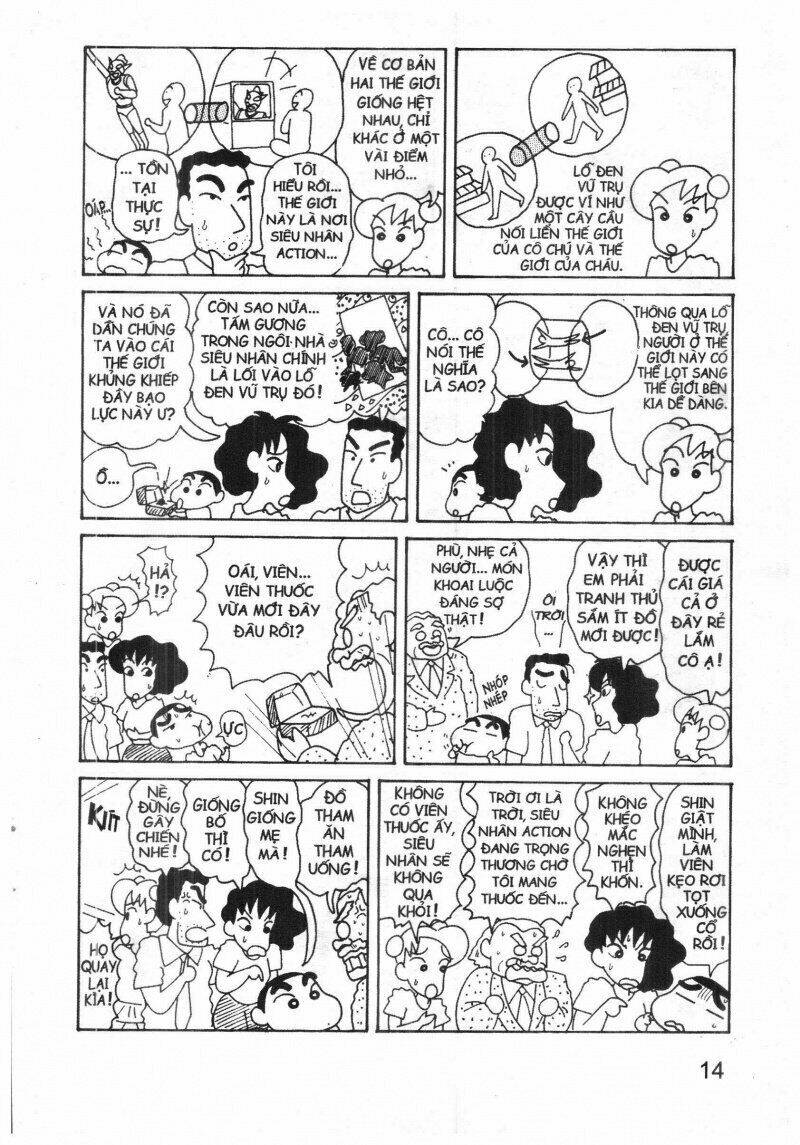 LỖ ĐEN
VŨ TRỤ
ĐƯỢC VÍ NHƯ
MỘT CÂY CẦU
NỐI LIỀN THẾ GIỚI
CỦA CÔ CHÚ VÀ THẾ
GIỚI CỦA CHÁU.
VỀ CƠ BẢN
HAI THẾ GIỚI
GIỐNG HỆT
NHAU, CHỈ
KHÁC Ở MỘT
VÀI ĐIỂM
NHỎ...
TÔI
HIỂU RỒI...
THẾ GIỚI
NÀY LÀ NƠI
SIÊU NHÂN
ACTION...
... TỒN
TẠI
THỰC
SỰ!
OÁP...
THÔNG QUA LỖ
ĐEN VŨ TRỤ,
NGƯỜI Ở THẾ
GIỚI NÀY CÓ
THỂ LỌT SANG
THẾ GIỚI BÊN
KIA DỄ DÀNG.
CÔ... CÔ
NÓI THẾ
NGHĨA
LÀ SAO?
CÒN SAO NỮA...
TẤM GƯƠNG
TRONG NGÔI NHÀ
SIÊU NHÂN CHÍNH
LÀ LỐI VÀO LỖ
ĐEN VŨ TRỤ ĐÓ!
VÀ NÓ ĐÃ
DẪN CHÚNG
TA VÀO CÁI
THẾ GIỚI
KHỦNG KHIẾP
ĐẦY BẠO
LỰC NÀY Ư?
Ồ...
ĐƯỢC
CÁI GIÁ
CẢ Ở
ĐÂY RẺ
LẮM
CÔ Ạ!
VẬY THÌ
EM PHẢI
TRANH THỦ
SẮM ÍT ĐỒ
MỚI ĐƯỢC!
ÔI
TRỜI...
PHÙ, NHẸ CẢ
NGƯỜI... MÓN
KHOAI LUỘC
ĐÁNG SỢ
THẬT!
NHÓP
NHÉP
OÁI, VIÊN...
VIÊN THUỐC
VỪA MỚI ĐÂY
ĐÂU RỒI?
HẢ
!?
ỰC
SHIN
GIẬT
MÌNH,
LÀM
VIÊN
KẸO RƠI
TỌT
XUỐNG
CỔ
RỒI!
KHÔNG
KHÉO
MẮC
NGHẸN
THÌ
KHỐN.
TRỜI ƠI LÀ
TRỜI, SIÊU
NHÂN ACTION
ĐANG TRỌNG
THƯƠNG CHỜ
TÔI MANG
THUỐC ĐẾN...
KHÔNG
CÓ VIÊN
THUỐC ẤY,
SIÊU
NHÂN SẼ
KHÔNG
QUA
KHỎI!
ĐỒ
THAM
ĂN
THAM
UỐNG!
SHIN
GIỐNG
MẸ
MÀ!
GIỐNG
BỐ
THÌ
CÓ!
NÈ,
ĐỪNG
GÂY
CHIẾN
NHÉ!
KÍÍT
HỌ
QUAY
LẠI
KÌA!
14